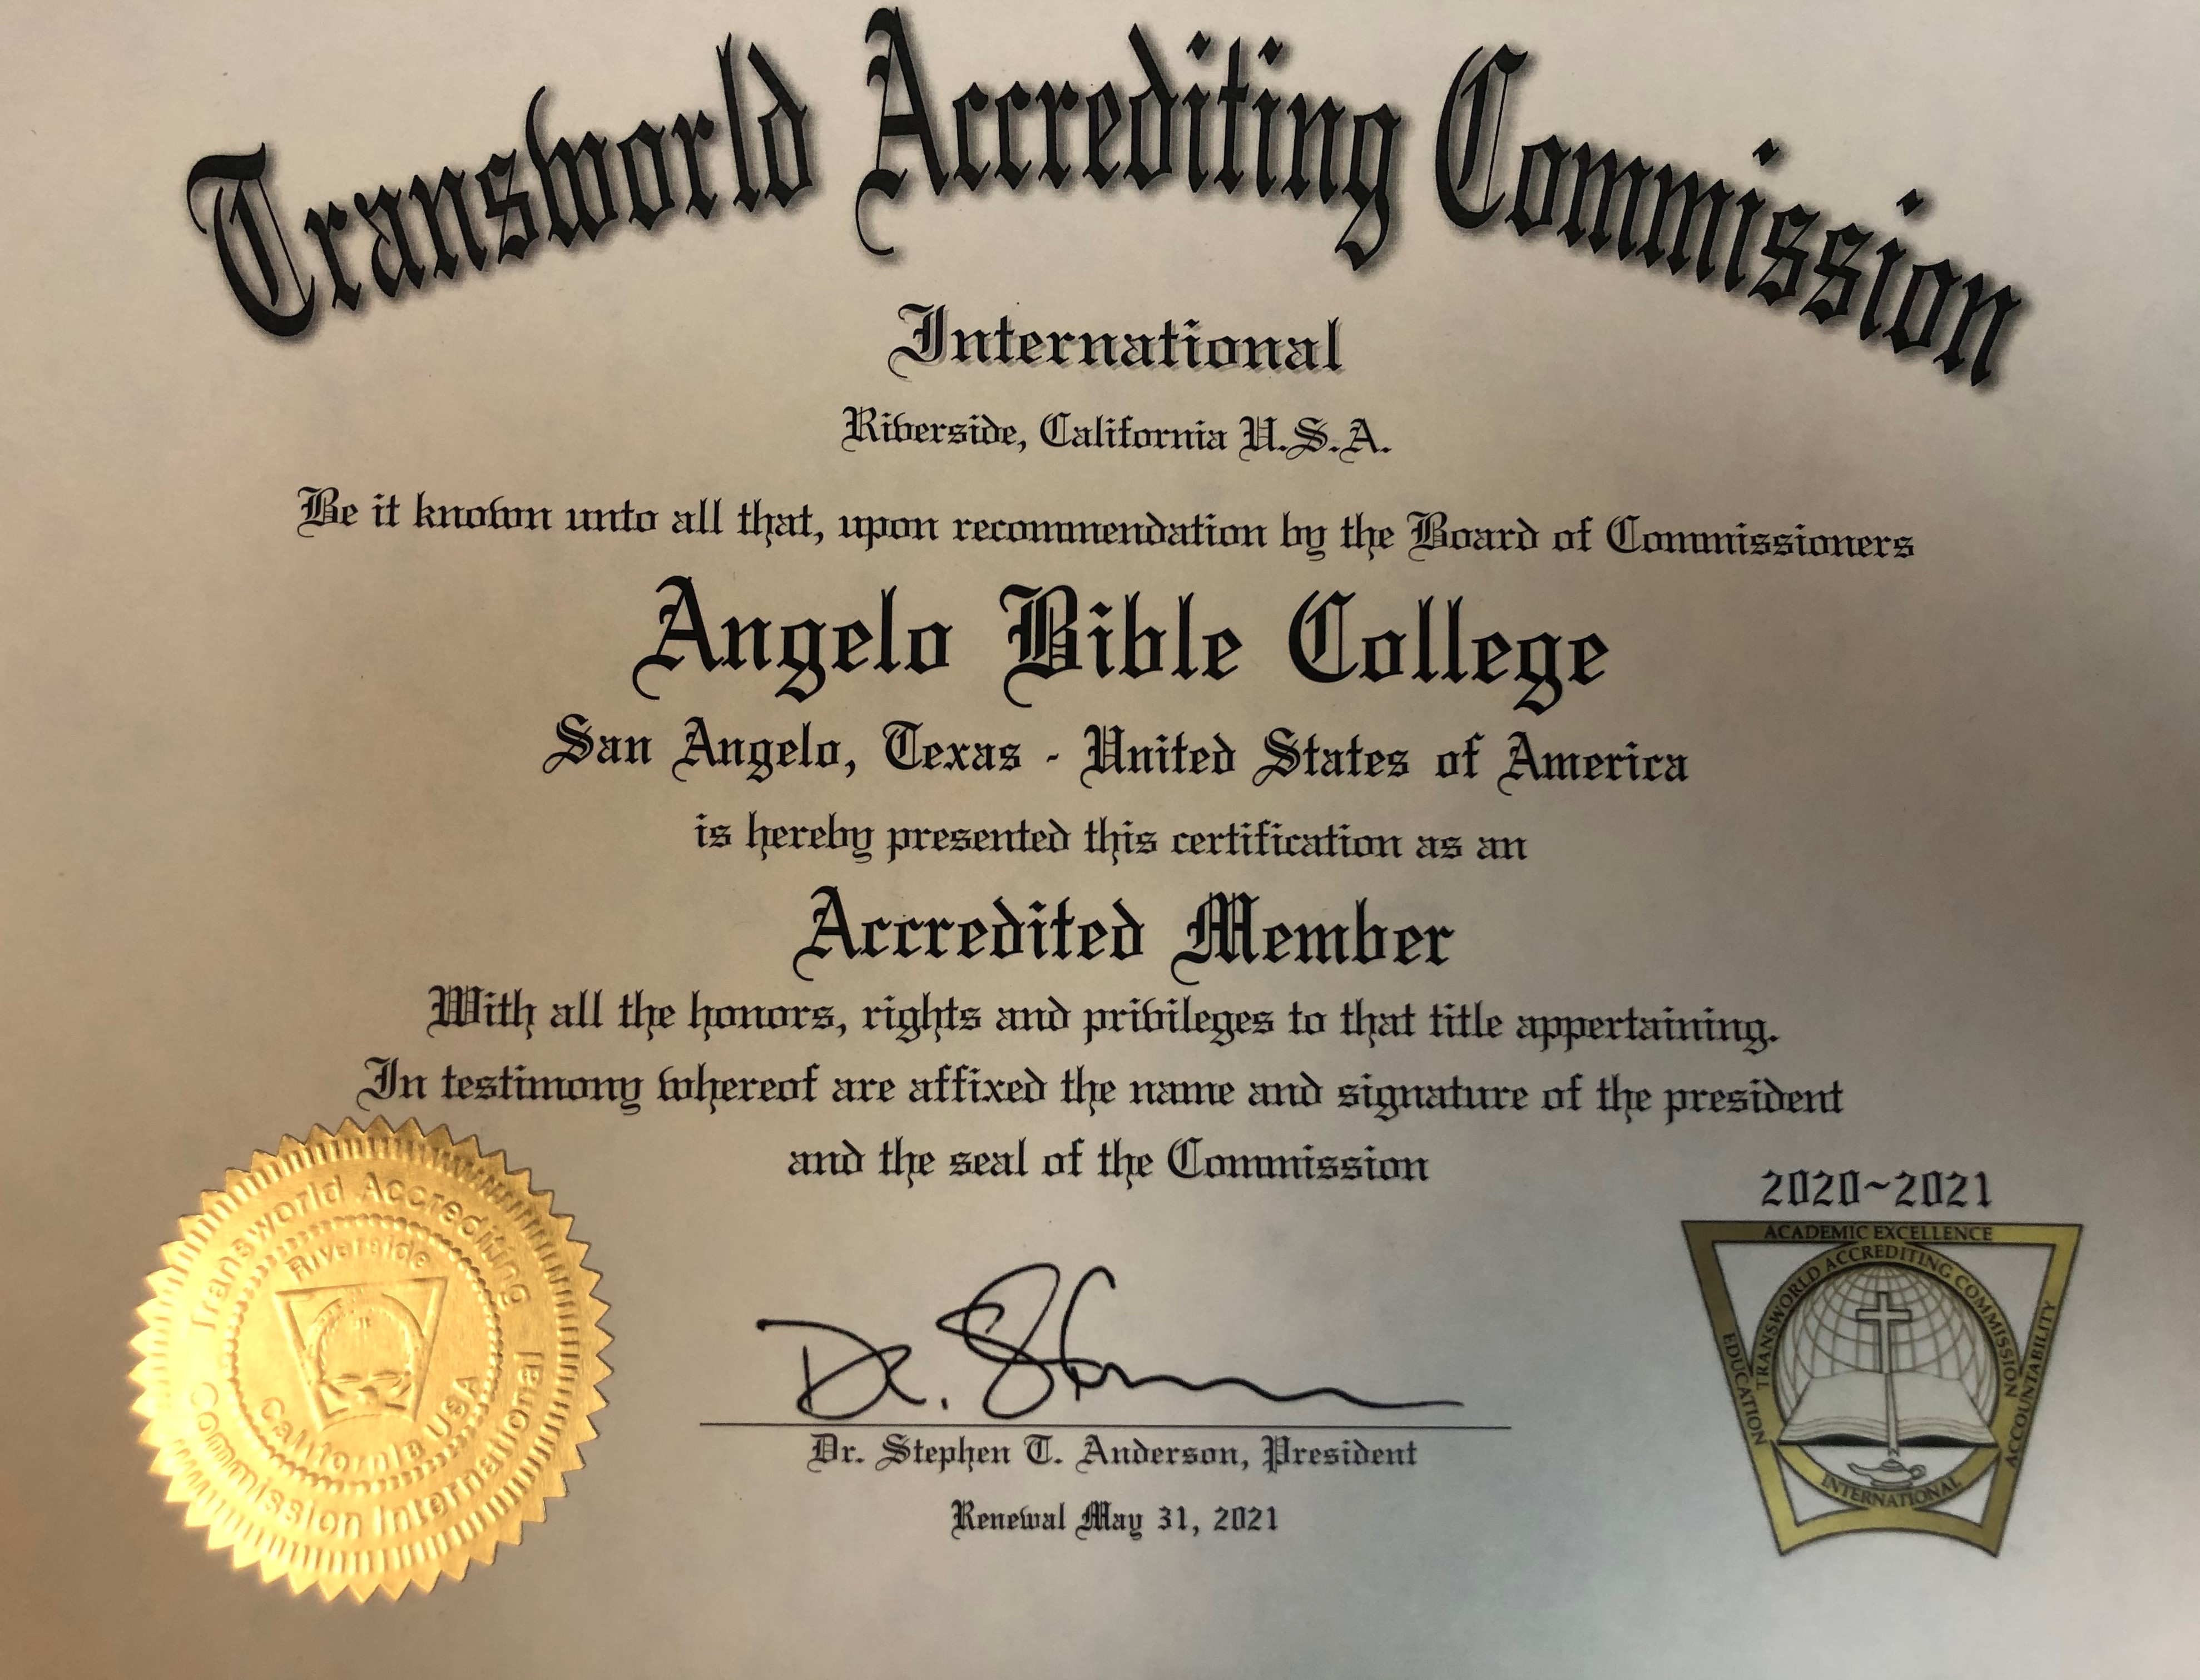 Transworld Accrediting Commission
International
Riverside, California U.S.A.
Be it known unto all that, upon recommendation by the Board of Commissioners
Angelo Bible College
San Angelo, Texas - United States of America
is hereby presented this certification as an
Accredited Member
With all the honors, rights and privileges to that title appertaining.
In testimony whereof are affixed the name and signature of the president
and the seal of the Commission
Transworld Accrediting
Commission International
Riverside
California USA
Dr. Stephen T. Anderson, President
Renewal May 31, 2021
2020~2021
ACADEMIC EXCELLENCE
TRANSWORLD ACCREDITING COMMISSION
INTERNATIONAL
EDUCATION
ACCOUNTABILITY